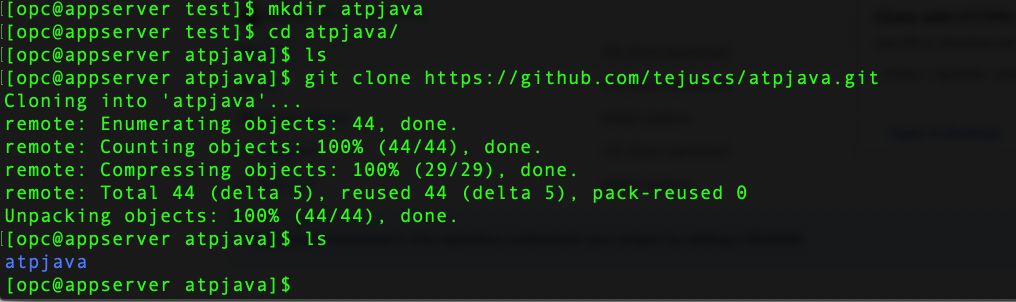 [[opc@appserver test]$ mkdir atpjava
[[opc@appserver test]$ cd atpjava/
[[opc@appserver atpjava]$ ls
[[opc@appserver atpjava]$ git clone https://github.com/tejuscs/atpjava.git
Cloning into 'atpjava'...
remote: Enumerating objects: 44, done.
remote: Counting objects: 100% (44/44), done.
remote: Compressing objects: 100% (29/29), done.
remote: Total 44 (delta 5), reused 44 (delta 5), pack-reused 0
Unpacking objects: 100% (44/44), done.
[[opc@appserver atpjava]$ ls
atpjava
[opc@appserver atpjava]$